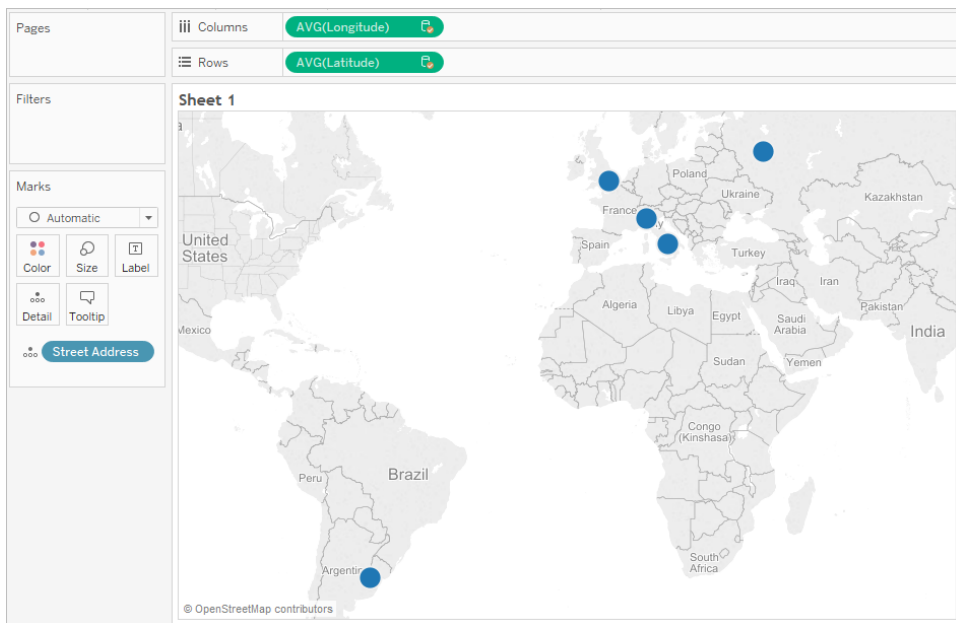 Pages
Columns
AVG(Longitude)
Rows
AVG(Latitude)
Filters
Sheet 1
Marks
Automatic
Color
Size
T
Label
Detail
Tooltip
Street Address
a
Poland
Ukraine
Kazakhstan
France
y
United
States
Spain
Turkey
Iraq
Iran
Algeria
Libya
Egypt
Pakistan
Mexico
Saudi
Arabia
India
Sudan
Yemen
Congo
(Kinshasa)
Peru
Brazil
South
Africa
Argentin
© OpenStreetMap contributors